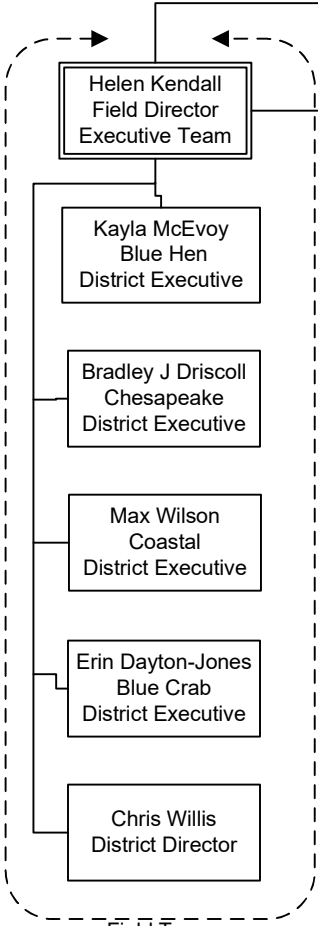 Helen Kendall
Field Director
Executive Team
Kayla McEvoy
Blue Hen
District Executive
Bradley J Driscoll
Chesapeake
District Executive
Max Wilson
Coastal
District Executive
Erin Dayton-Jones
Blue Crab
District Executive
Chris Willis
District Director
Field